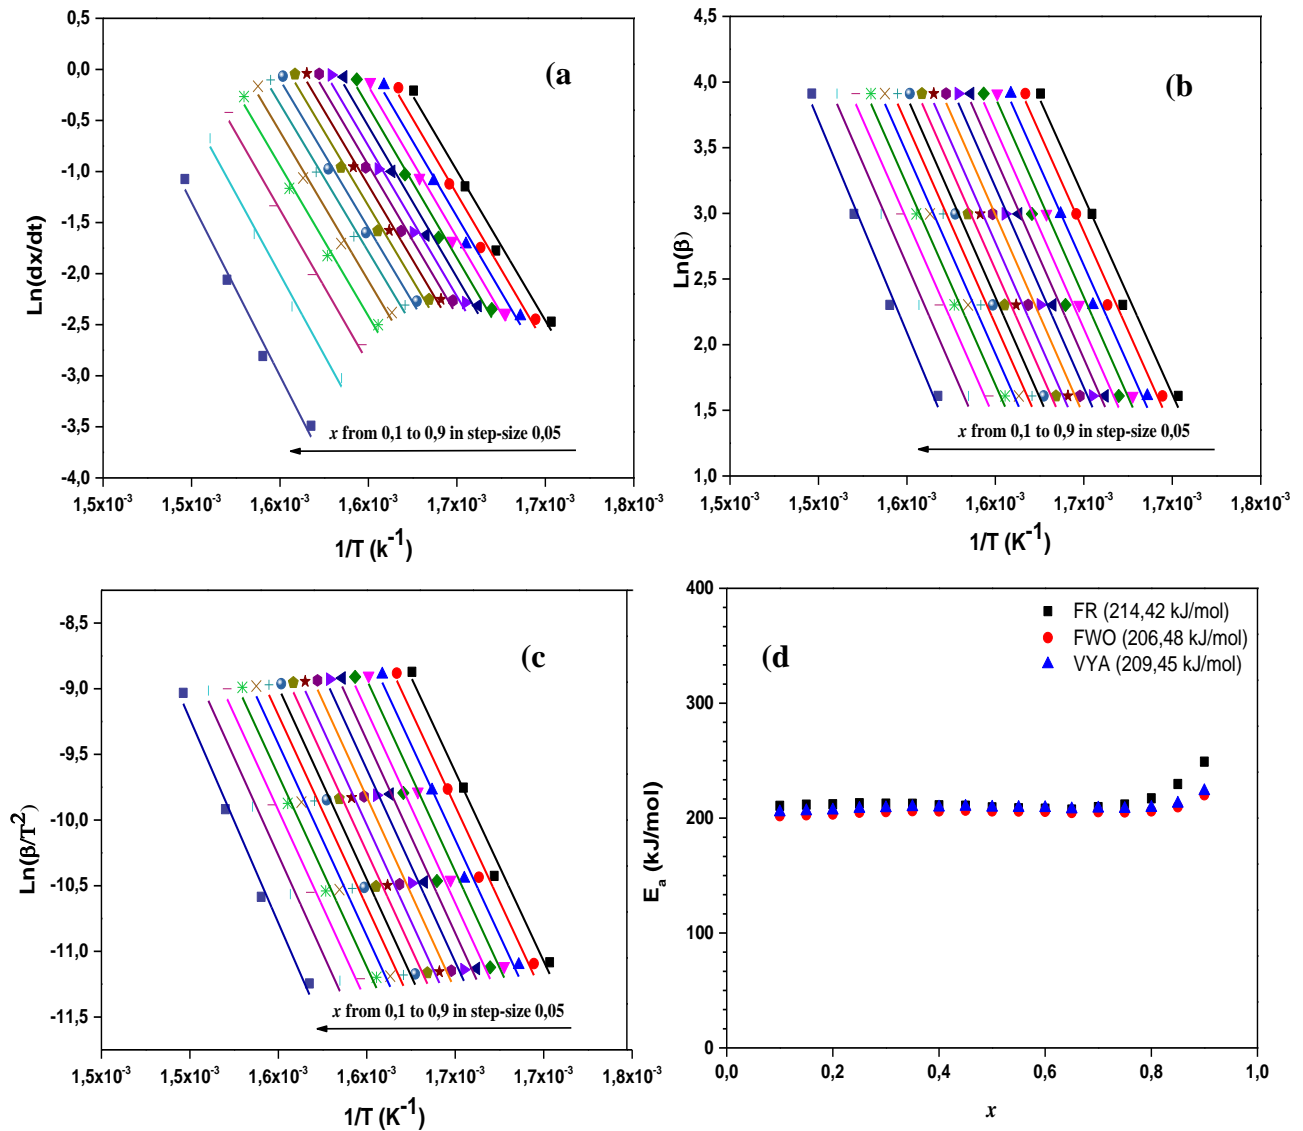 (a
Ln(dx/dt)
0,5
0,0
-0,5
-1,0
-1,5
-2,0
-2,5
-3,0
-3,5
-4,0
x from 0,1 to 0,9 in step-size 0,05
1,5x10⁻³ 1,5x10⁻³ 1,6x10⁻³ 1,6x10⁻³ 1,7x10⁻³ 1,7x10⁻³ 1,8x10⁻³
1/T (k⁻¹)
(b
Ln(β)
4,5
4,0
3,5
3,0
2,5
2,0
1,5
1,0
x from 0,1 to 0,9 in step-size 0,05
1,5x10⁻³ 1,5x10⁻³ 1,6x10⁻³ 1,6x10⁻³ 1,7x10⁻³ 1,7x10⁻³ 1,8x10⁻³
1/T (K⁻¹)
(c
Ln(β/T²)
-8,5
-9,0
-9,5
-10,0
-10,5
-11,0
-11,5
x from 0,1 to 0,9 in step-size 0,05
1,5x10⁻³ 1,5x10⁻³ 1,6x10⁻³ 1,6x10⁻³ 1,7x10⁻³ 1,7x10⁻³ 1,8x10⁻³
1/T (K⁻¹)
(d
FR (214,42 kJ/mol)
FWO (206,48 kJ/mol)
VYA (209,45 kJ/mol)
Eₐ (kJ/mol)
400
300
200
100
0
0,0 0,2 0,4 0,6 0,8 1,0
x